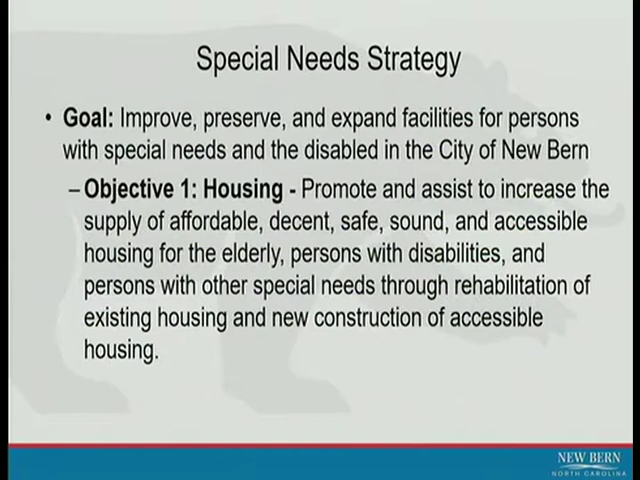 Special Needs Strategy
• Goal: Improve, preserve, and expand facilities for persons
with special needs and the disabled in the City of New Bern
– Objective 1: Housing - Promote and assist to increase the
supply of affordable, decent, safe, sound, and accessible
housing for the elderly, persons with disabilities, and
persons with other special needs through rehabilitation of
existing housing and new construction of accessible
housing.
NEW BERN
NORTH CAROLINA